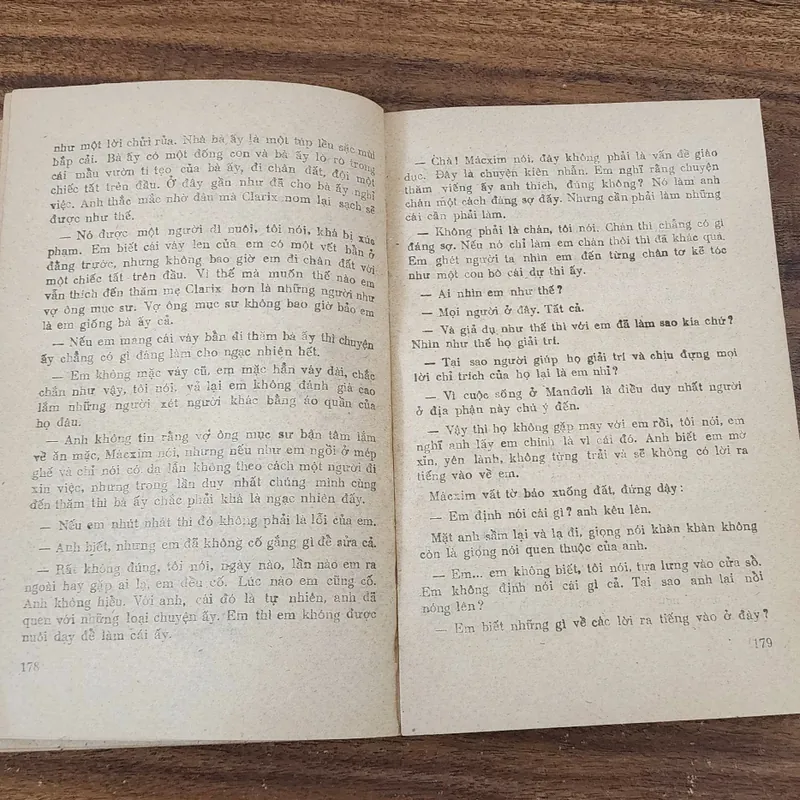 như một lời chửi rủa. Nhà bà ấy là một túp lều sặc mùi
bắp cải. Bà ấy có một đống con và bà ấy lò rò trong
cái mẩu vườn tí tẹo của bà ấy, đi chân đất, đội một
chiếc tất trên đầu. Ở đây gần như đã cho bà ấy nghỉ
việc. Anh thắc mắc nhờ đâu mà Clarix nom lại sạch sẽ
được như thế.
— Nó được một người dì nuôi, tôi nói, khá bị xúc
phạm. Em biết cái váy len của em có một vết bẩn ở
đằng trước, nhưng không bao giờ em đi chân đất với
một chiếc tất trên đầu. Vì thế mà muốn thế nào em
vẫn thích đến thăm mẹ Clarix hơn là những người như
vợ ông mục sư. Vợ ông mục sư không bao giờ bảo em
là em giống bà ấy cả.
— Nếu em mang cái váy bẩn đi thăm bà ấy thì chuyện
ấy chẳng có gì đáng làm cho ngạc nhiên hết.
— Em không mặc váy cũ, em mặc hẳn váy dài, chắc
chắn như vậy, tôi nói, và lại em không đánh giá cao
lắm những người xét người khác bằng áo quần của
họ đâu.
— Anh không tin rằng vợ ông mục sư bận tâm lắm
về ăn mặc, Mácxim nói, nhưng nếu như em ngồi ở mép
ghế và chỉ nói có dạ lẫn không theo cách một người đi
xin việc, nhưng trong lần duy nhất chúng mình cùng
đến thăm thì bà ấy chắc phải khá là ngạc nhiên đấy.
— Nếu em nhút nhát thì đó không phải là lỗi của em.
— Anh biết, nhưng em đã không cố gắng gì để sửa cả.
— Rất không đúng, tôi nói, ngày nào, lần nào em ra
ngoài hay gặp ai lạ, em đều cố. Lúc nào em cũng cố.
Anh không hiểu. Với anh, cái đó là tự nhiên, anh đã
quen với những loại chuyện ấy. Em thì em không được
nuôi dạy để làm cái ấy.
178
— Chà! Mácxim nói, đây không phải là vấn đề giáo
dục. Đây là chuyện kiên nhẫn. Em nghĩ rằng chuyện
thăm viếng ấy anh thích, đúng không? Nó làm anh
chán một cách đáng sợ đấy. Nhưng cần phải làm những
cái cần phải làm.
— Không phải là chán, tôi nói. Chán thì chẳng có gì
đáng sợ. Nếu nó chỉ làm em chán thôi thì đã khác quá.
Em ghét người ta nhìn em đến từng chân tơ kẽ tóc
như một con bò cái dự thi ấy.
— Ai nhìn em như thế?
— Mọi người ở đây. Tất cả.
— Và giả dụ như thế thì với em đã làm sao kia chứ?
Nhìn như thế họ giải trí.
— Tại sao người giúp họ giải trí và chịu đựng mọi
lời chỉ trích của họ lại là em nhỉ?
— Vì cuộc sống ở Manđơli là điều duy nhất người
ở địa phận này chú ý đến.
— Vậy thì họ không gặp may với em rồi, tôi nói, em
nghĩ anh lấy em chính là vì cái đó. Anh biết em mờ
xỉn, yên lành, không từng trải và sẽ không có lời ra
tiếng vào về em.
Mácxim vất tờ báo xuống đất, đứng dậy:
— Em định nói cái gì? anh kêu lên.
Mặt anh sầm lại và lạ đi, giọng nói khàn khàn không
còn là giọng nói quen thuộc của anh.
— Em... em không biết, tôi nói, tựa lưng vào cửa sổ.
Em không định nói cái gì cả. Tại sao anh lại nổi
nóng lên?
— Em biết những gì về các lời ra tiếng vào ở đây?
179